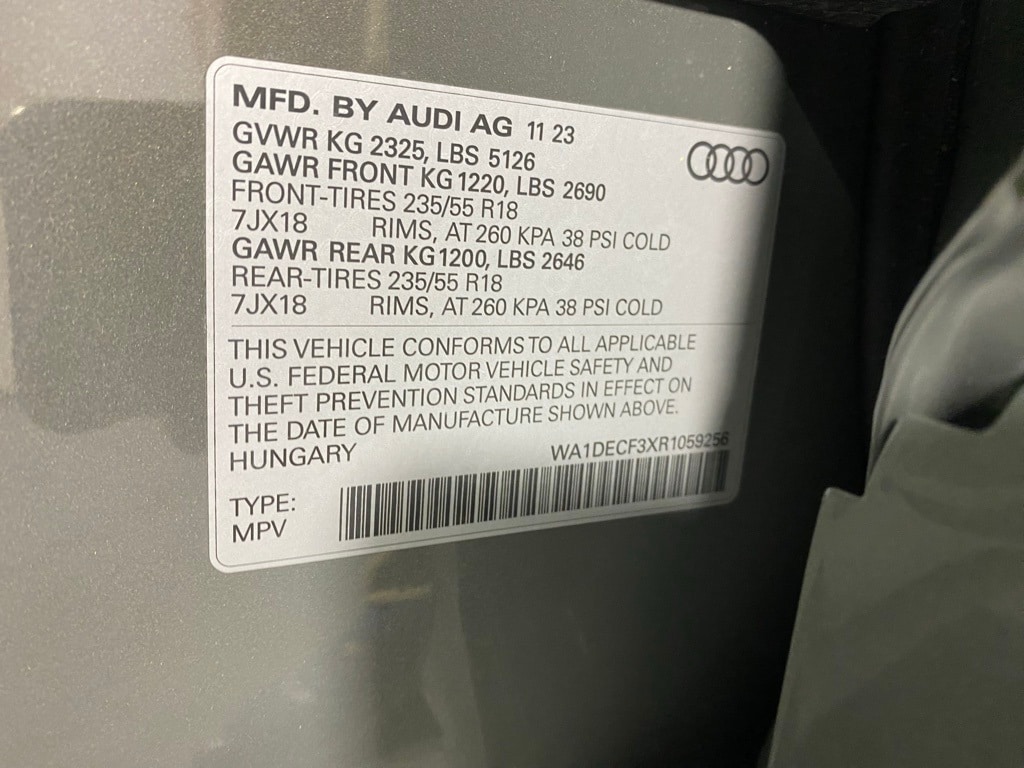 MFD. BY AUDI AG 11 23
GVWR KG 2325, LBS 5126
GAWR FRONT KG 1220, LBS 2690
FRONT-TIRES 235/55 R18
7JX18 RIMS, AT 260 KPA 38 PSI COLD
GAWR REAR KG 1200, LBS 2646
REAR-TIRES 235/55 R18
7JX18 RIMS, AT 260 KPA 38 PSI COLD
THIS VEHICLE CONFORMS TO ALL APPLICABLE
U.S. FEDERAL MOTOR VEHICLE SAFETY AND
THEFT PREVENTION STANDARDS IN EFFECT ON
THE DATE OF MANUFACTURE SHOWN ABOVE.
HUNGARY WA1DECF3XR1059256
TYPE:
MPV